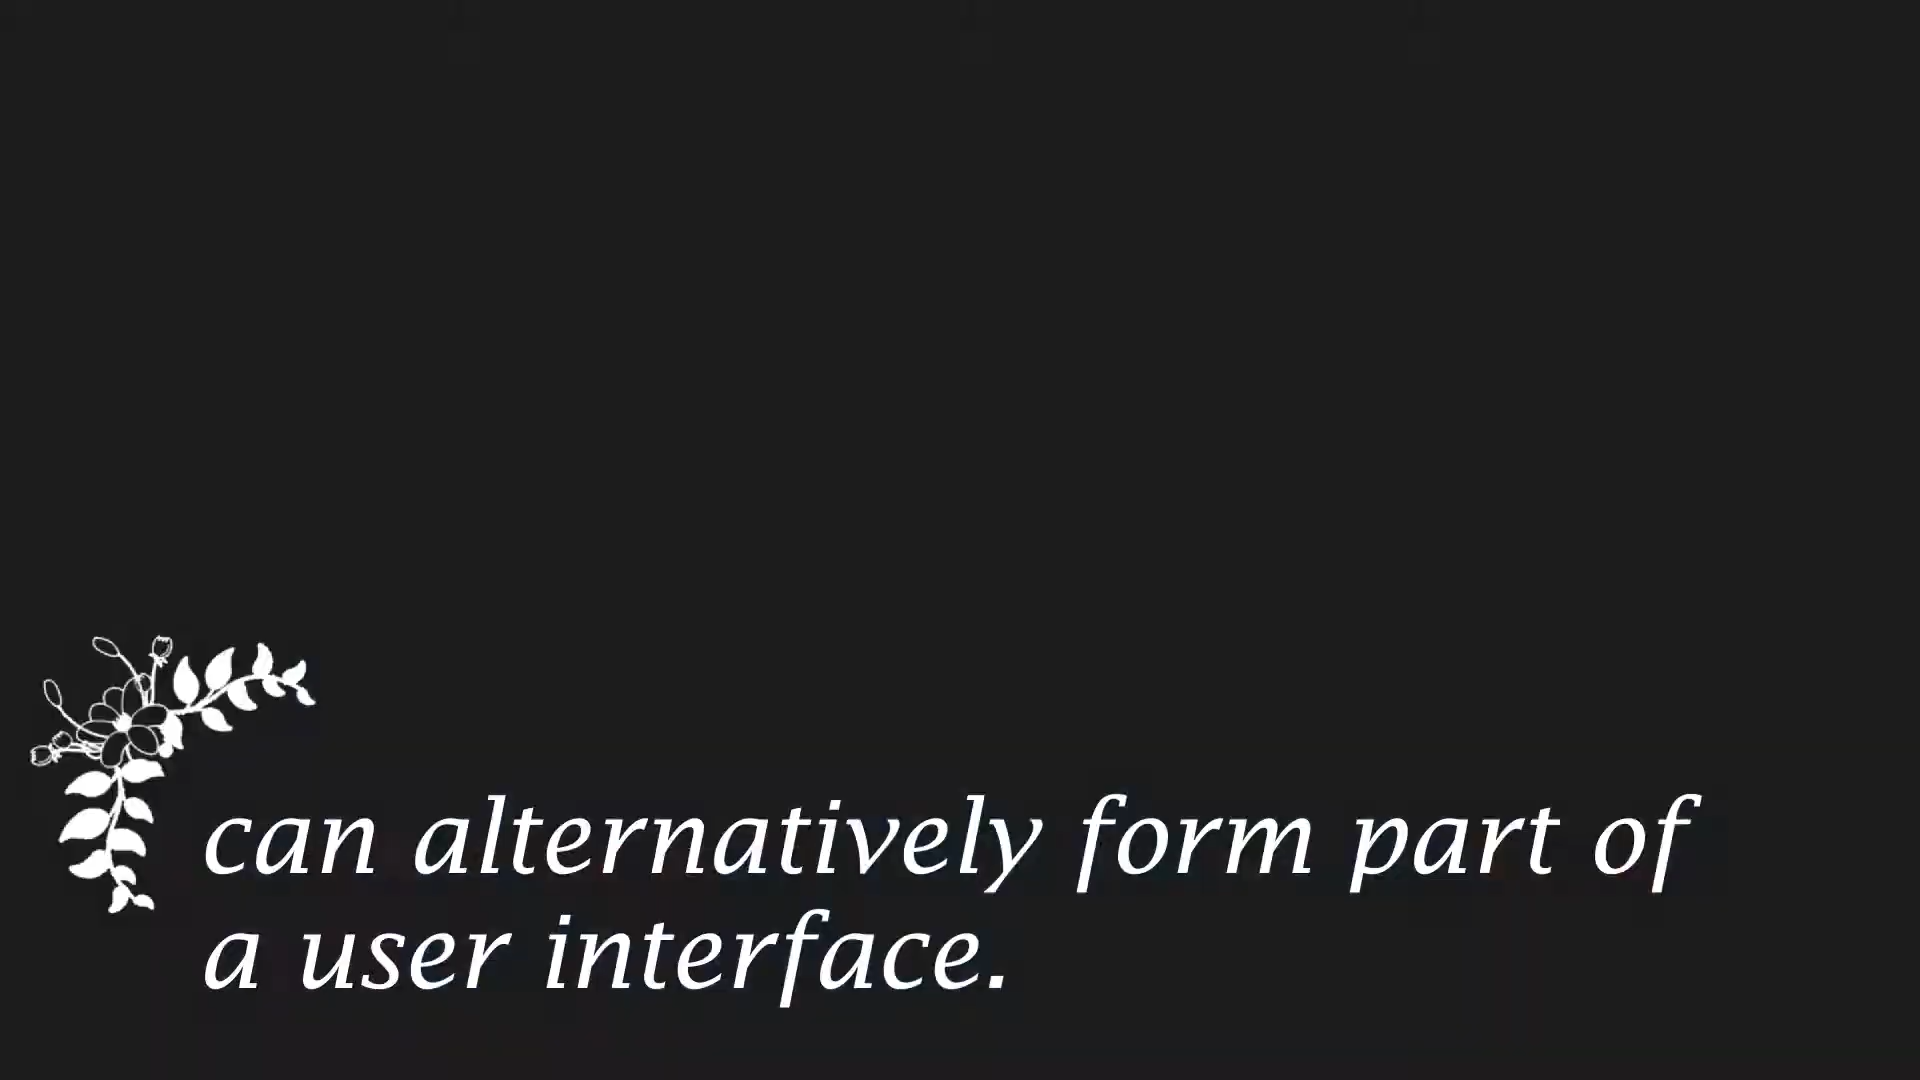 can alternatively form part of
a user interface.